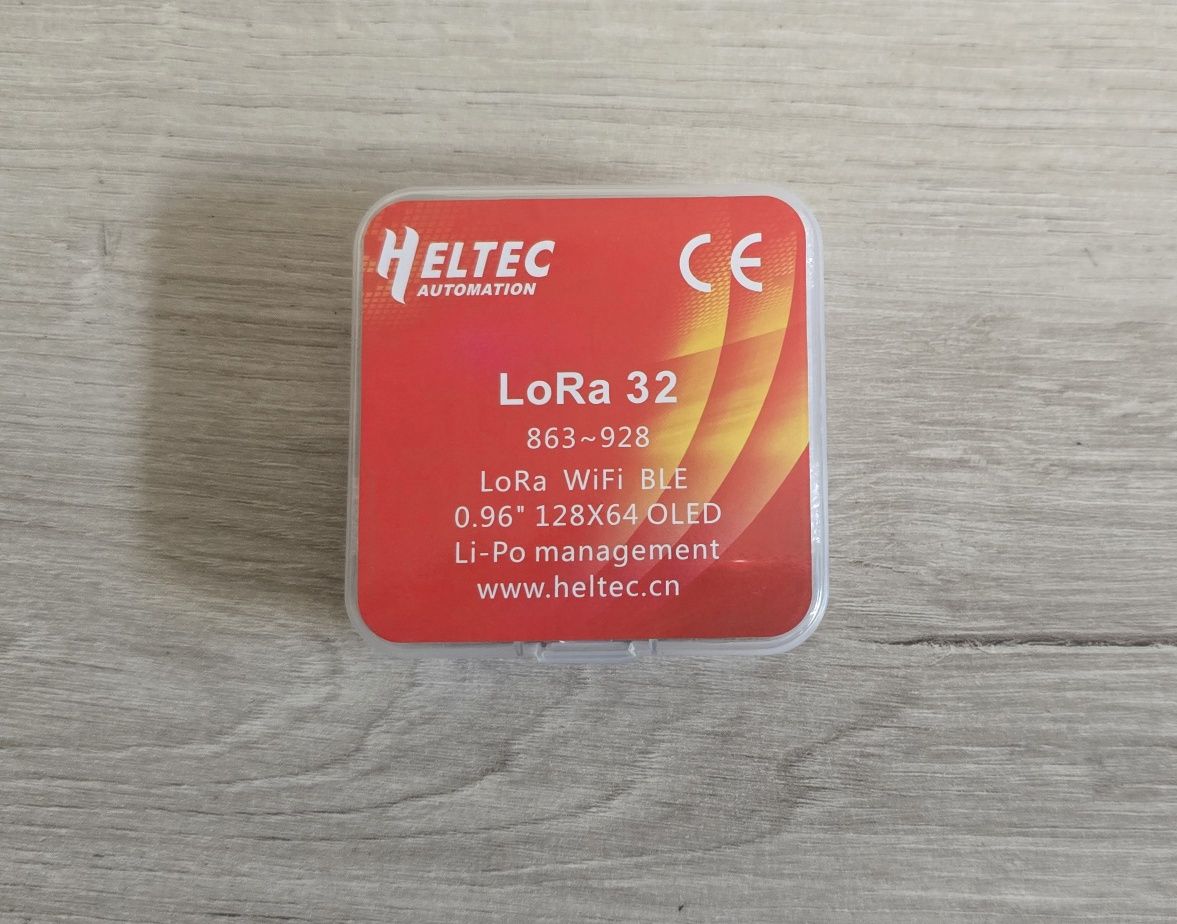 HELTEC
AUTOMATION
CE
LoRa 32
863~928
LoRa WiFi BLE
0.96" 128X64 OLED
Li-Po management
www.heltec.cn